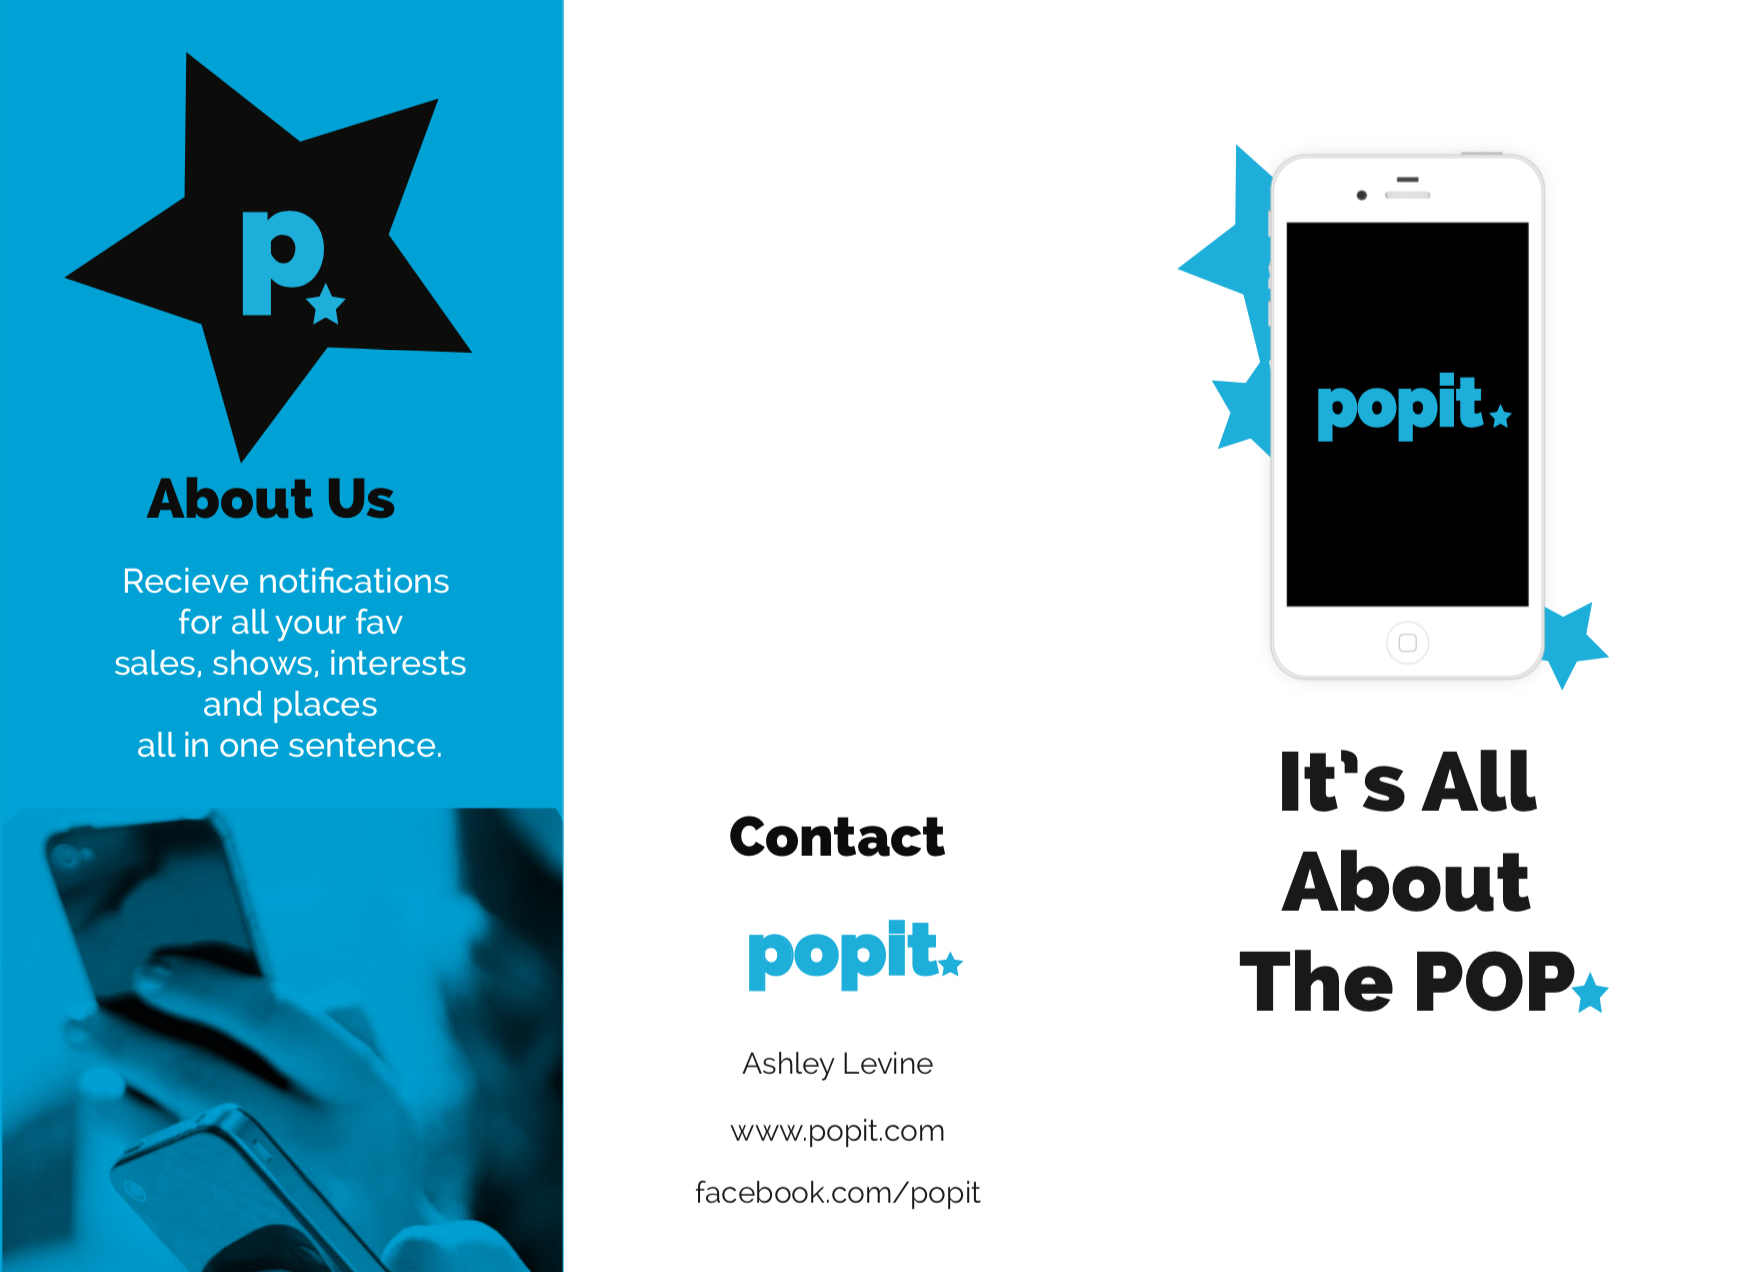 p
About Us
Recieve notifications
for all your fav
sales, shows, interests
and places
all in one sentence.
Contact
popit.
Ashley Levine
www.popit.com
facebook.com/popit
popit.
It's All
About
The POP